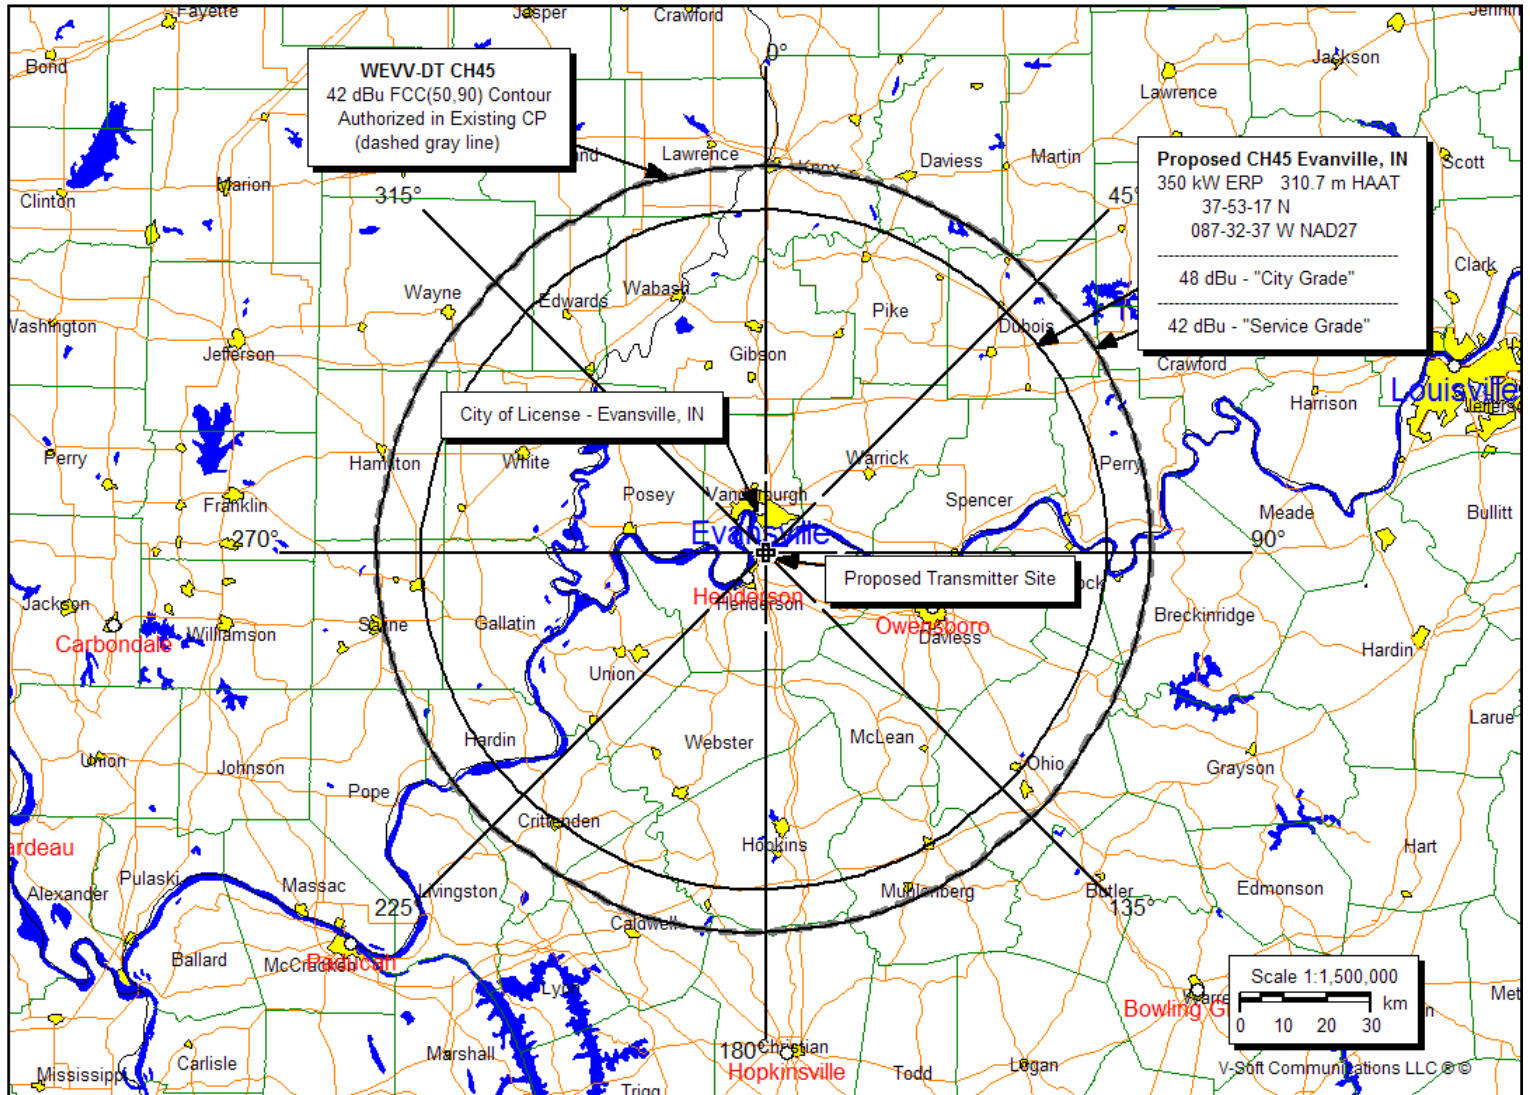 Fayette
Jasper
Crawford
Bond
0°
Jackson
Lawrence
WEVV-DT CH45
42 dBu FCC(50,90) Contour
Authorized in Existing CP
(dashed gray line)
Proposed CH45 Evanville, IN
350 kW ERP 310.7 m HAAT
37-53-17 N
087-32-37 W NAD27
48 dBu - "City Grade"
42 dBu - "Service Grade"
Lawrence
Knox
Daviess
Martin
Scott
Clinton
Marion
315°
45°
Clark
Wayne
Edwards
Wabash
Pike
Dubois
Washington
Jefferson
Gibson
Crawford
Harrison
Louisville
City of License - Evansville, IN
Perry
Hamilton
White
Warrick
Perry
Franklin
Posey
Vanderburgh
Spencer
Meade
Bullitt
270°
Evansville
90°
Proposed Transmitter Site
Jackson
Henderson
Henderson
Carbondale
Williamson
Saline
Gallatin
Owensboro
Daviess
Breckinridge
Hardin
Union
Larue
Union
Johnson
Hardin
Webster
McLean
Ohio
Grayson
Pope
Crittenden
Hopkins
Hart
Alexander
Pulaski
Massac
Livingston
Muhlenberg
Butler
Edmonson
225°
135°
Caldwell
Ballard
McCracken
Paducah
Lyon
Scale 1:1,500,000
km
0 10 20 30
180°
Christian
Hopkinsville
Mississippi
Carlisle
Marshall
Trigg
Todd
Logan
V-Soft Communications LLC ® ©